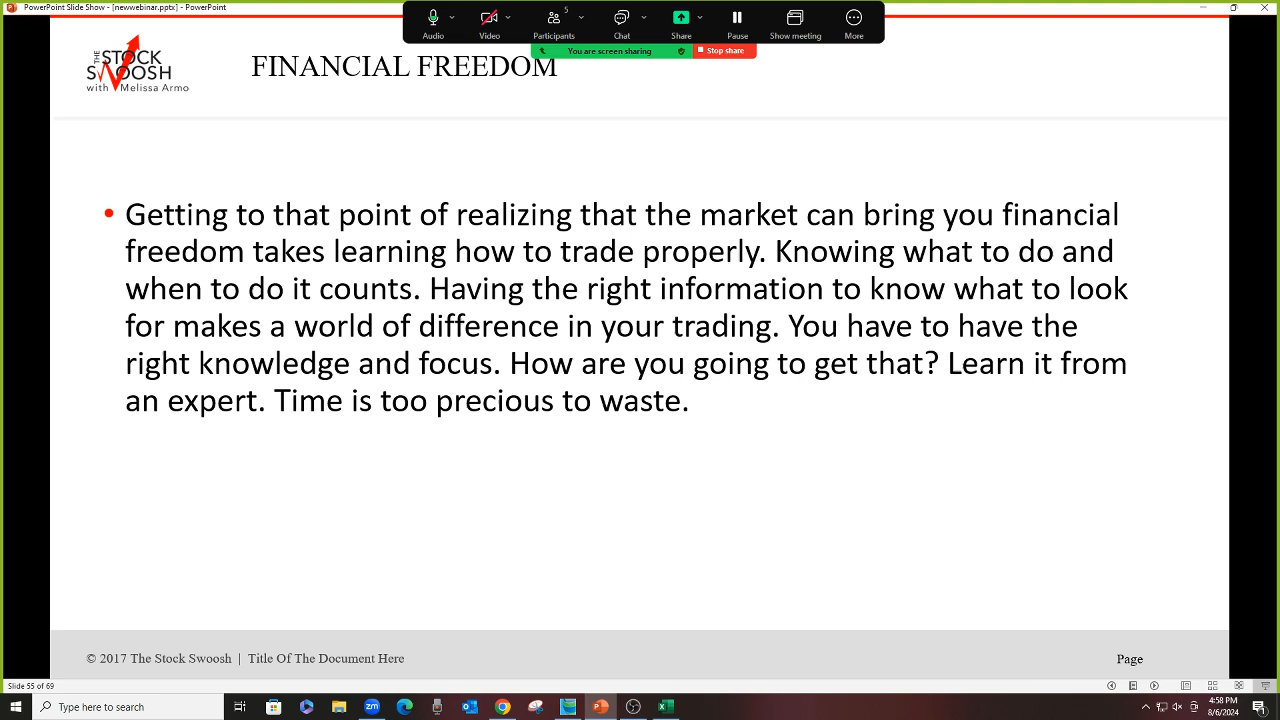 PowerPoint Slide Show - [newwebinar.pptx] - PowerPoint
Audio
Video
5
Participants
Chat
Share
Pause
Show meeting
More
You are screen sharing
Stop share
THE
STOCK
SWOOSH
with Melissa Armo
FINANCIAL FREEDOM
• Getting to that point of realizing that the market can bring you financial
freedom takes learning how to trade properly. Knowing what to do and
when to do it counts. Having the right information to know what to look
for makes a world of difference in your trading. You have to have the
right knowledge and focus. How are you going to get that? Learn it from
an expert. Time is too precious to waste.
© 2017 The Stock Swoosh | Title Of The Document Here
Page
Slide 55 of 69
Type here to search
zm
4:58 PM
8/6/2024